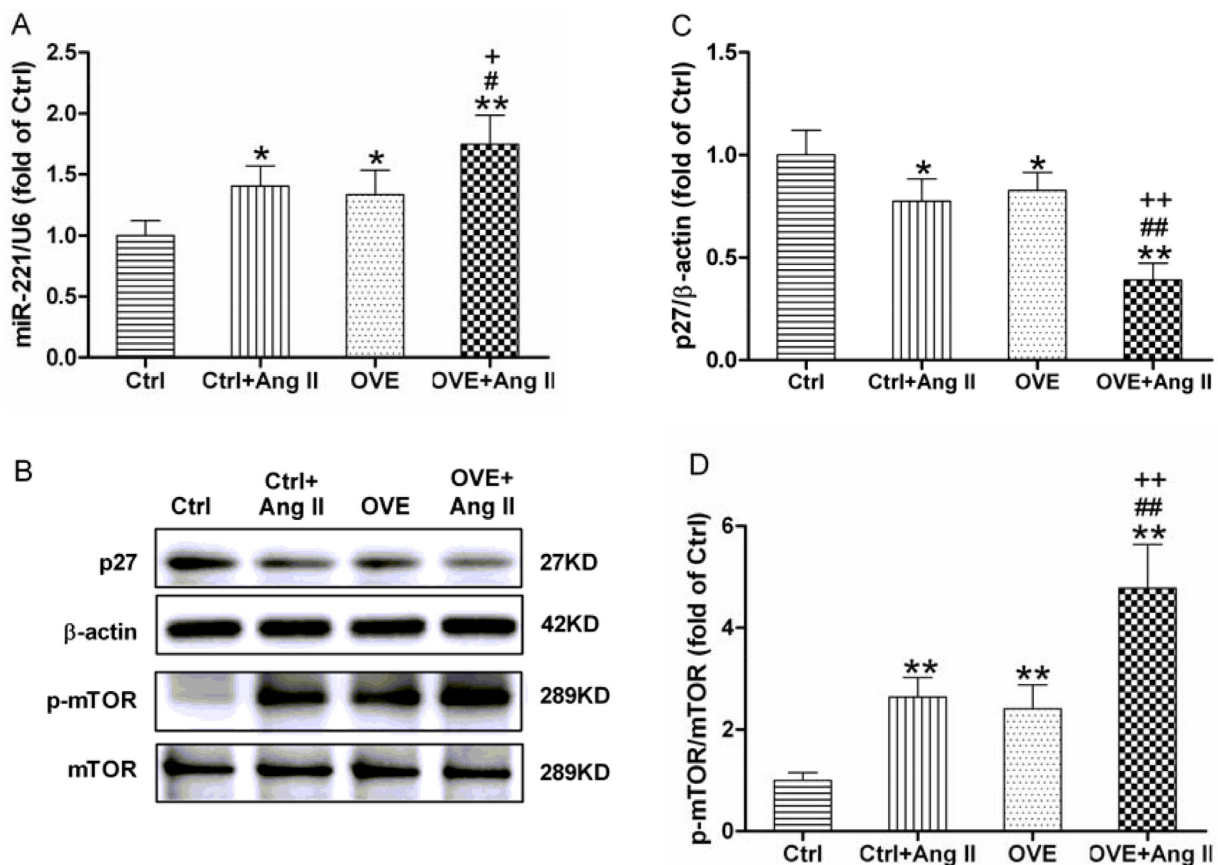 A
miR-221/U6 (fold of Ctrl)
2.5
2.0
1.5
1.0
0.5
0.0
*
*
+
#
**
Ctrl
Ctrl+Ang II
OVE
OVE+Ang II
C
p27/β-actin (fold of Ctrl)
1.5
1.0
0.5
0.0
*
*
++
##
**
Ctrl
Ctrl+Ang II
OVE
OVE+Ang II
B
Ctrl
Ctrl+
Ang II
OVE
OVE+
Ang II
p27
27KD
β-actin
42KD
p-mTOR
289KD
mTOR
289KD
D
p-mTOR/mTOR (fold of Ctrl)
6
4
2
0
**
**
++
##
**
Ctrl
Ctrl+Ang II
OVE
OVE+Ang II